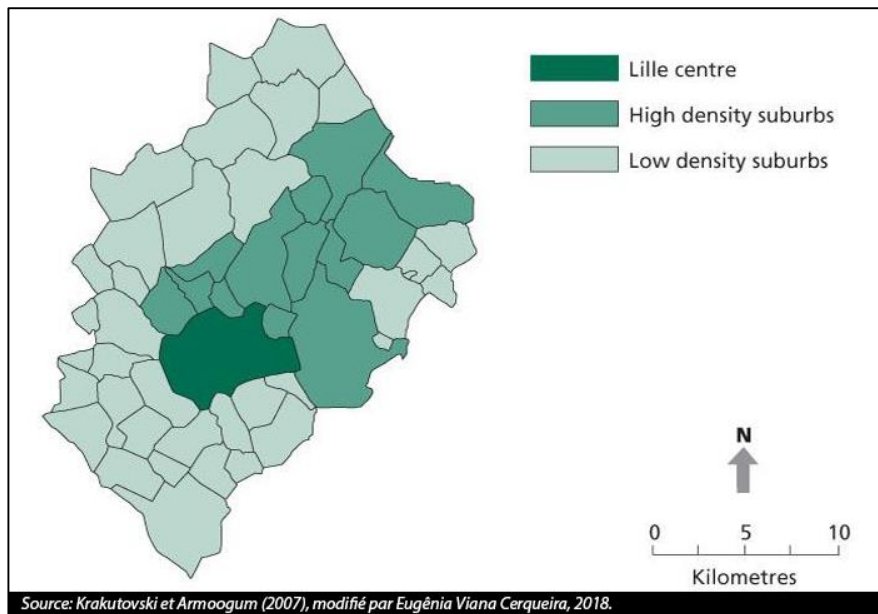 Lille centre
High density suburbs
Low density suburbs
N
0 5 10
Kilometres
Source: Krakutovski et Armoogum (2007), modifié par Eugênia Viana Cerqueira, 2018.